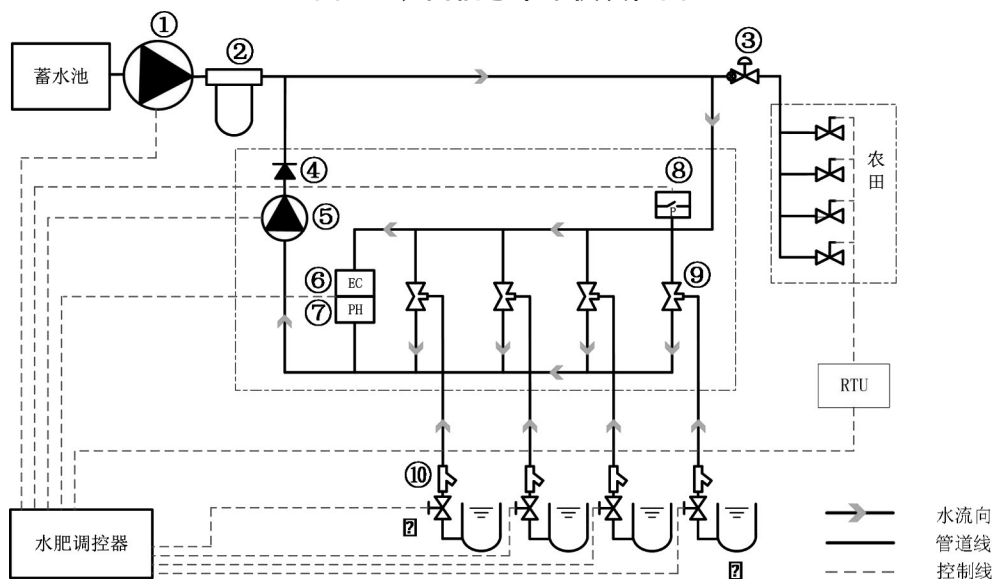 ①
②
③
蓄水池
农田
④
⑧
⑤
P
⑥
EC
⑨
⑦
PH
RTU
⑩
水肥调控器
水流向
管道线
控制线